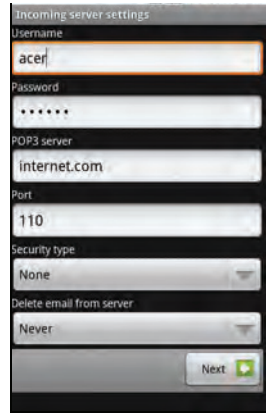 Incoming server settings
Username
acer
Password
••••••
POP3 server
internet.com
Port
110
Security type
None
Delete email from server
Never
Next